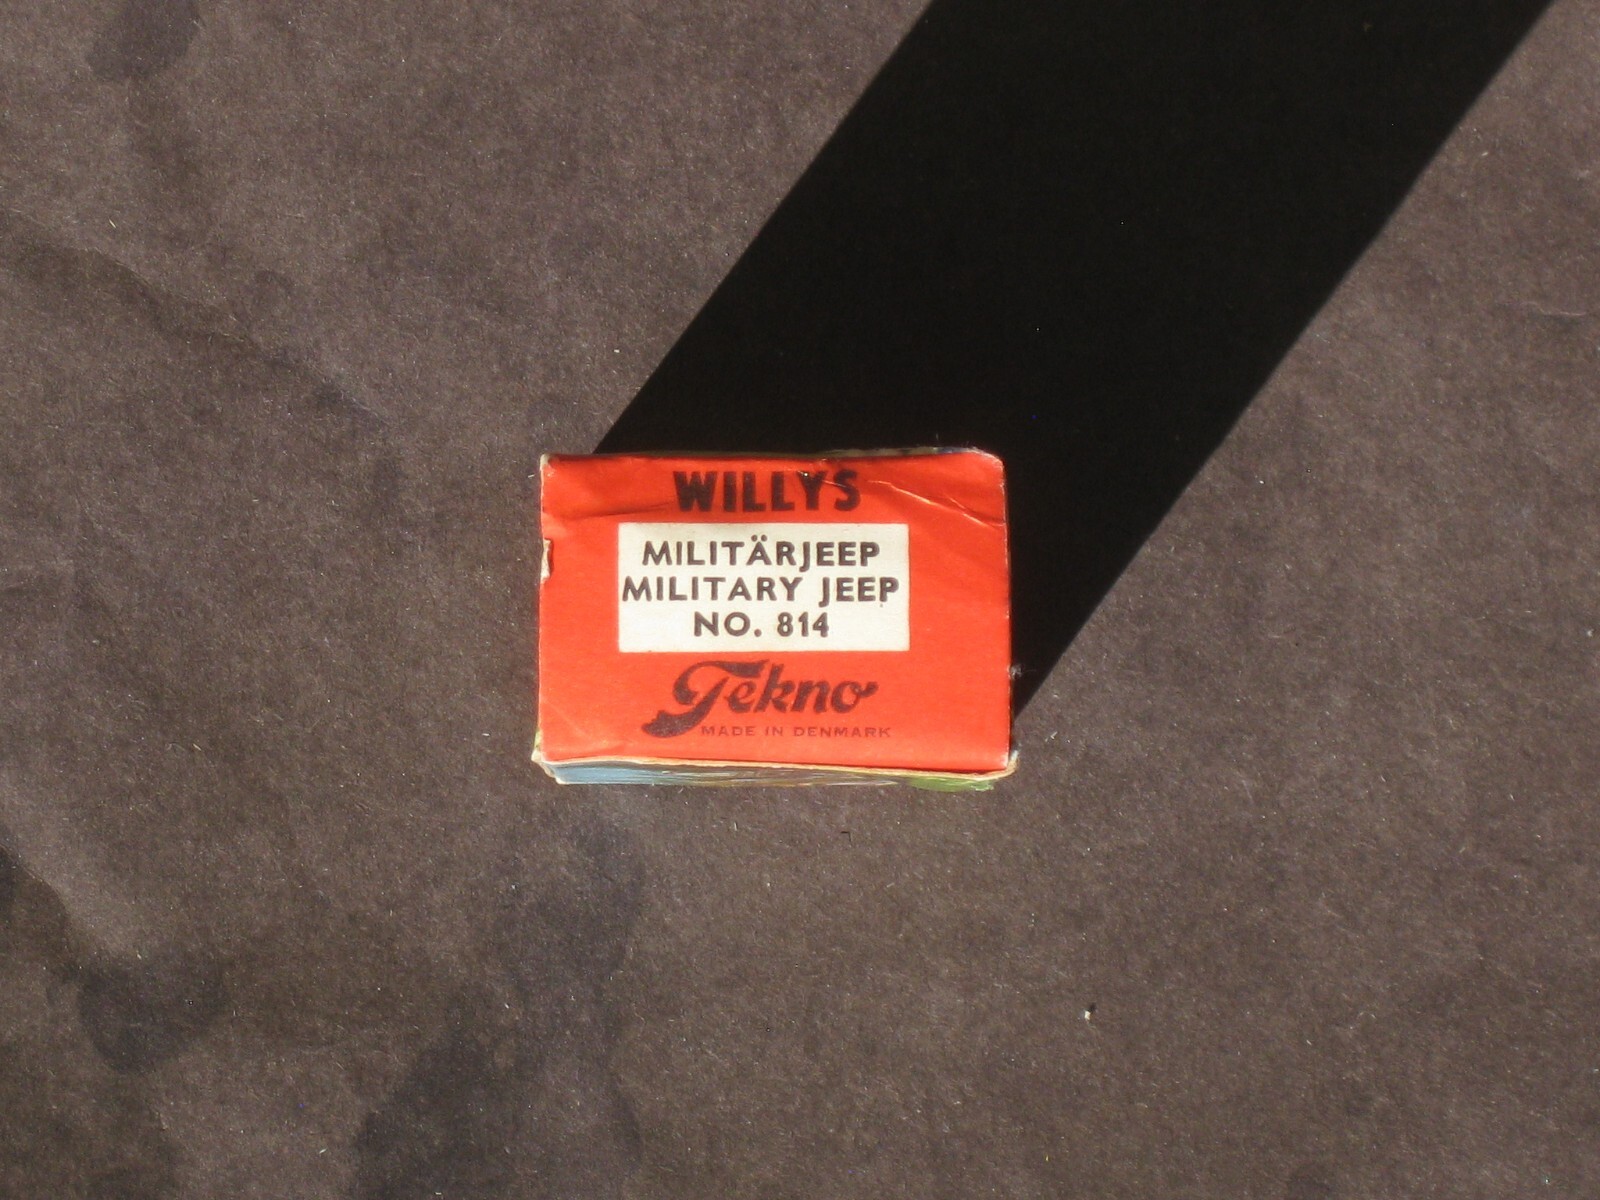 WILLYS
MILITÄRJEEP
MILITARY JEEP
NO. 814
Tekno
MADE IN DENMARK